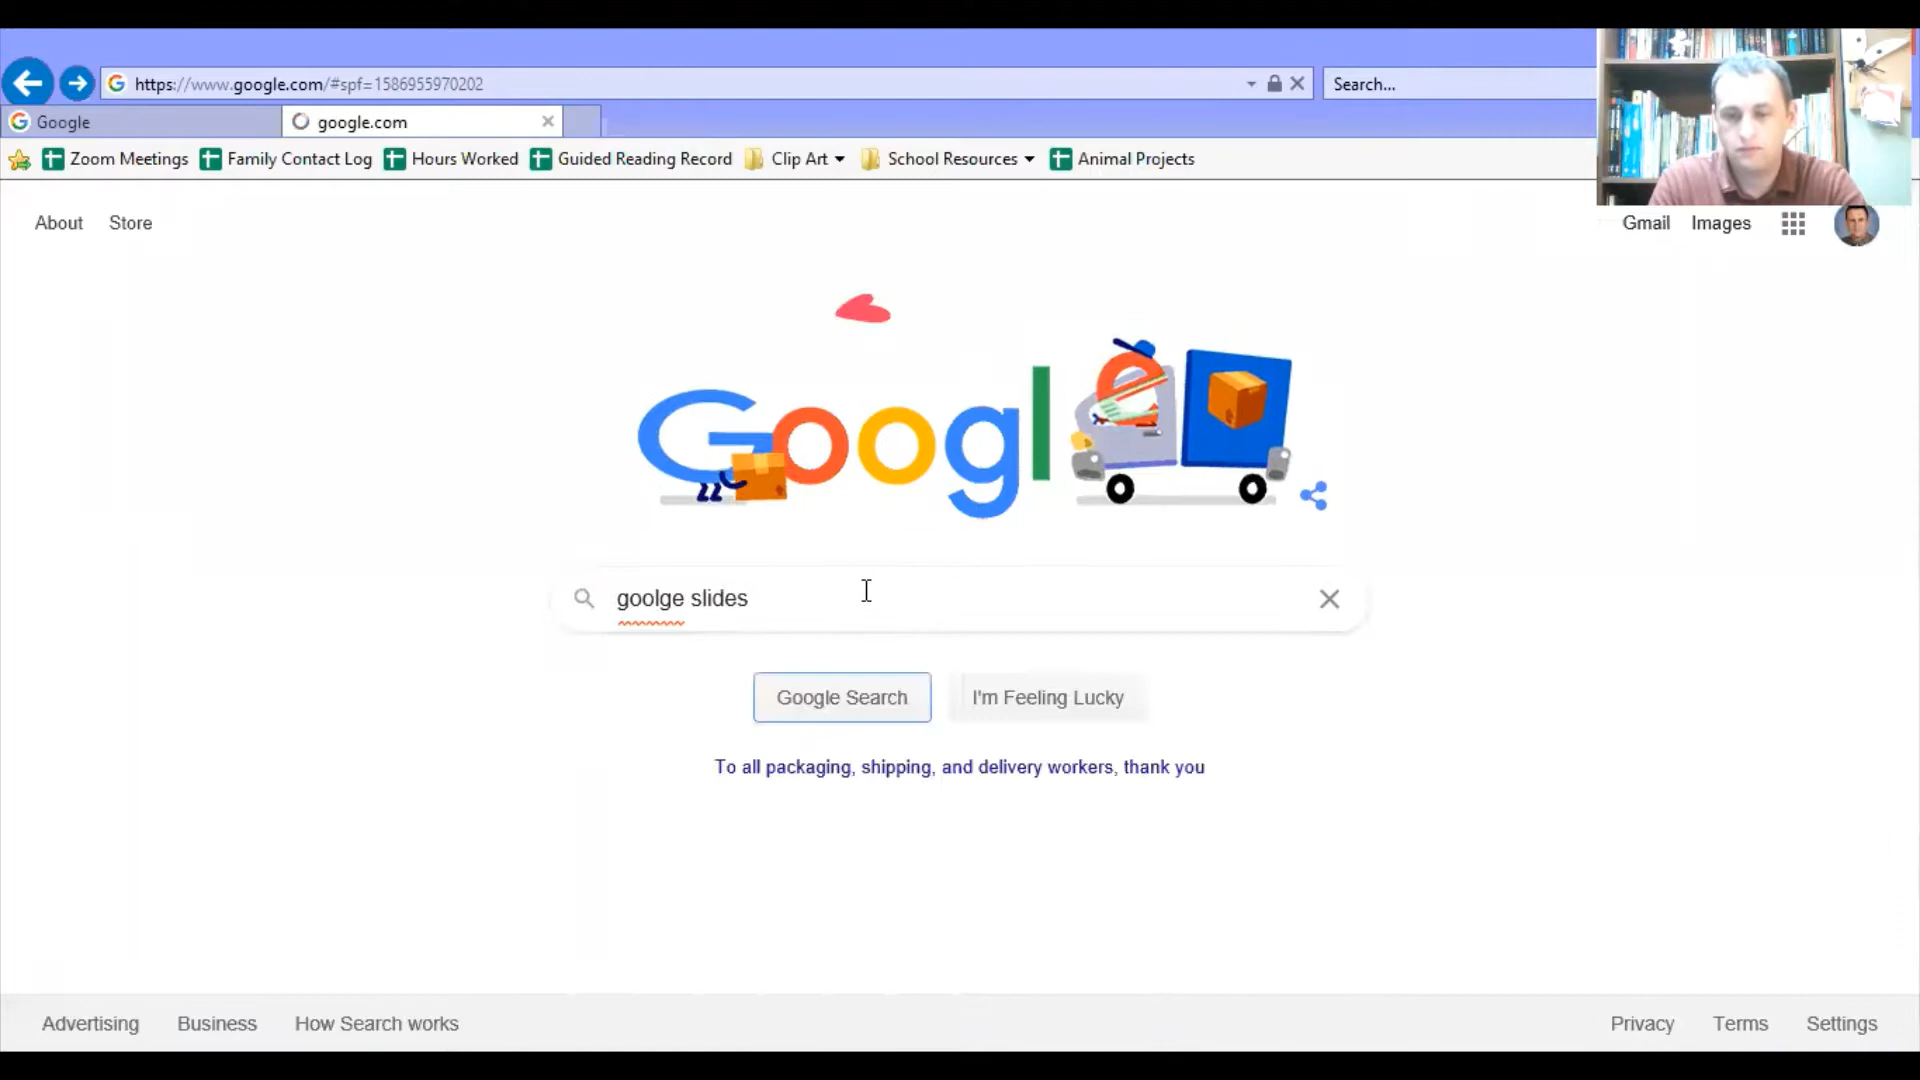 https://www.google.com/#spf=1586955970202
Search...
Google
google.com
Zoom Meetings
Family Contact Log
Hours Worked
Guided Reading Record
Clip Art
School Resources
Animal Projects
About
Store
Gmail
Images
Google
goolge slides
Google Search
I'm Feeling Lucky
To all packaging, shipping, and delivery workers, thank you
Advertising
Business
How Search works
Privacy
Terms
Settings